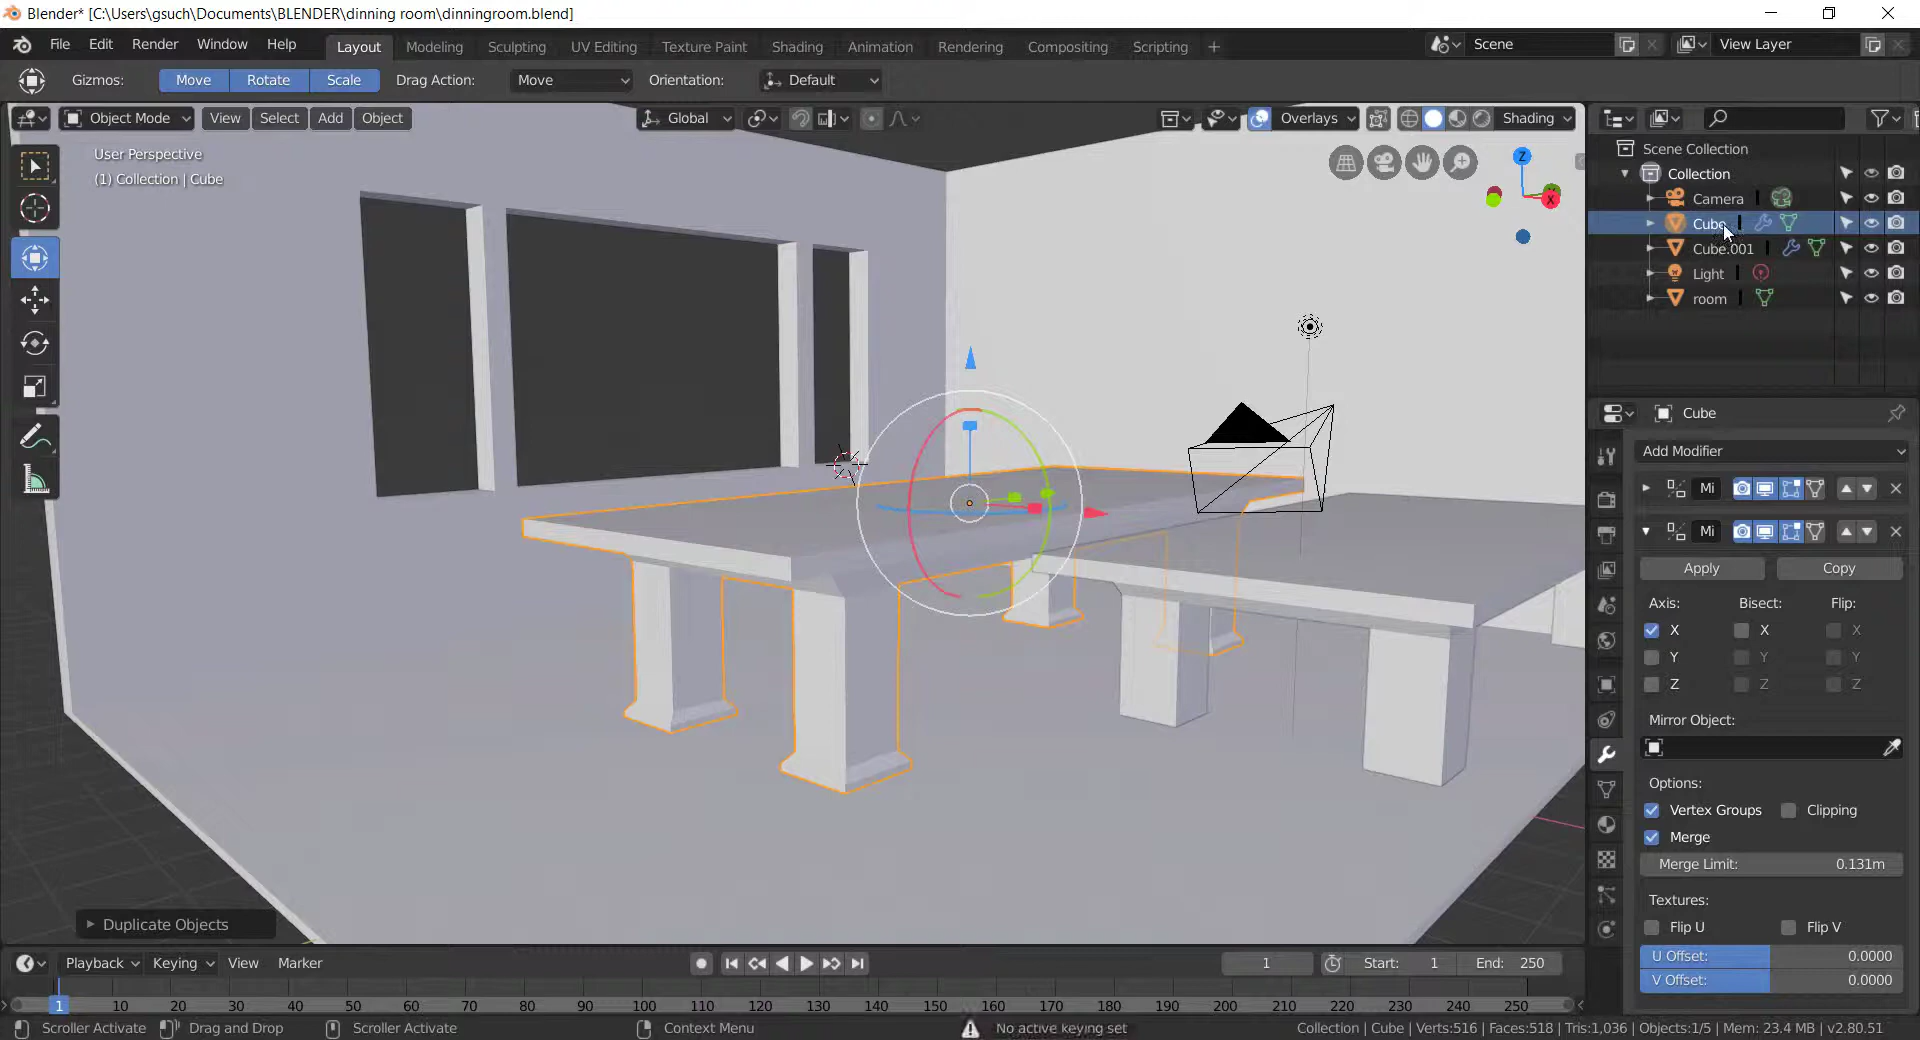 Blender* [C:\Users\gsuch\Documents\BLENDER\dinning room\dinningroom.blend]
File Edit Render Window Help Layout Modeling Sculpting UV Editing Texture Paint Shading Animation Rendering Compositing Scripting + Scene View Layer
Gizmos: Move Rotate Scale Drag Action: Move Orientation: Default
Object Mode View Select Add Object Global Overlays Shading
User Perspective
(1) Collection | Cube
Z
X
Scene Collection
Collection
Camera
Cube
Cube.001
Light
room
Cube
Add Modifier
Mi
Mi
Apply Copy
Axis: Bisect: Flip:
X X X
Y Y Y
Z Z Z
Mirror Object:
Options:
Vertex Groups Clipping
Merge
Merge Limit: 0.131m
Textures:
Flip U Flip V
U Offset: 0.0000
V Offset: 0.0000
Duplicate Objects
Playback Keying View Marker 1 Start: 1 End: 250
1 10 20 30 40 50 60 70 80 90 100 110 120 130 140 150 160 170 180 190 200 210 220 230 240 250
Scroller Activate Drag and Drop Scroller Activate Context Menu No active keying set Collection | Cube | Verts:516 | Faces:518 | Tris:1,036 | Objects:1/5 | Mem: 23.4 MB | v2.80.51